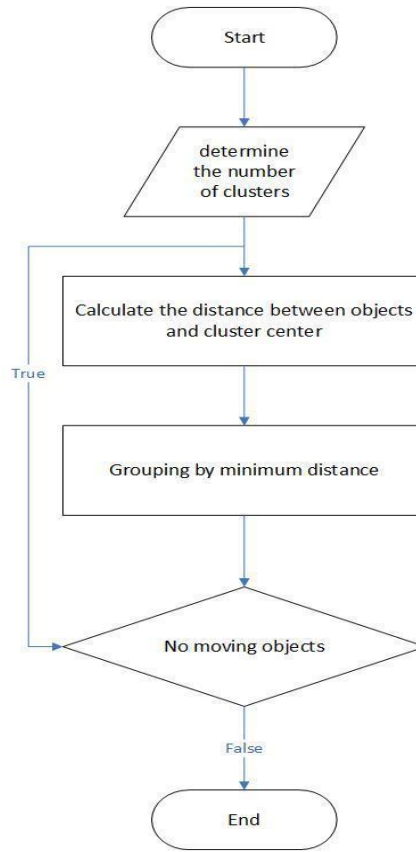 Start
determine
the number
of clusters
Calculate the distance between objects
and cluster center
True
Grouping by minimum distance
No moving objects
False
End